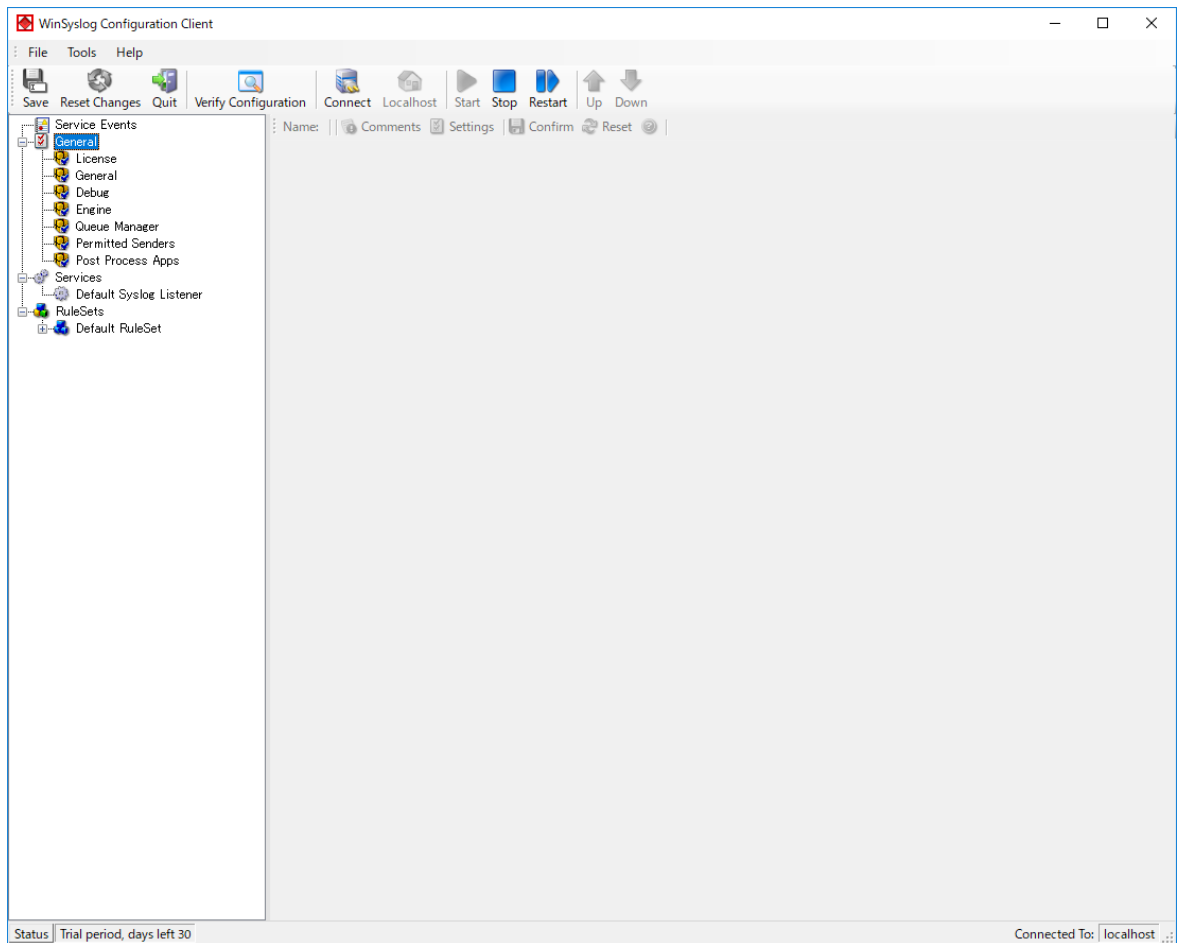 WinSyslog Configuration Client
File Tools Help
Save Reset Changes Quit Verify Configuration Connect Localhost Start Stop Restart Up Down
Service Events
Name: Comments Settings Confirm Reset
General
License
General
Debug
Engine
Queue Manager
Permitted Senders
Post Process Apps
Services
Default Syslog Listener
RuleSets
Default RuleSet
Status Trial period, days left 30 Connected To: localhost